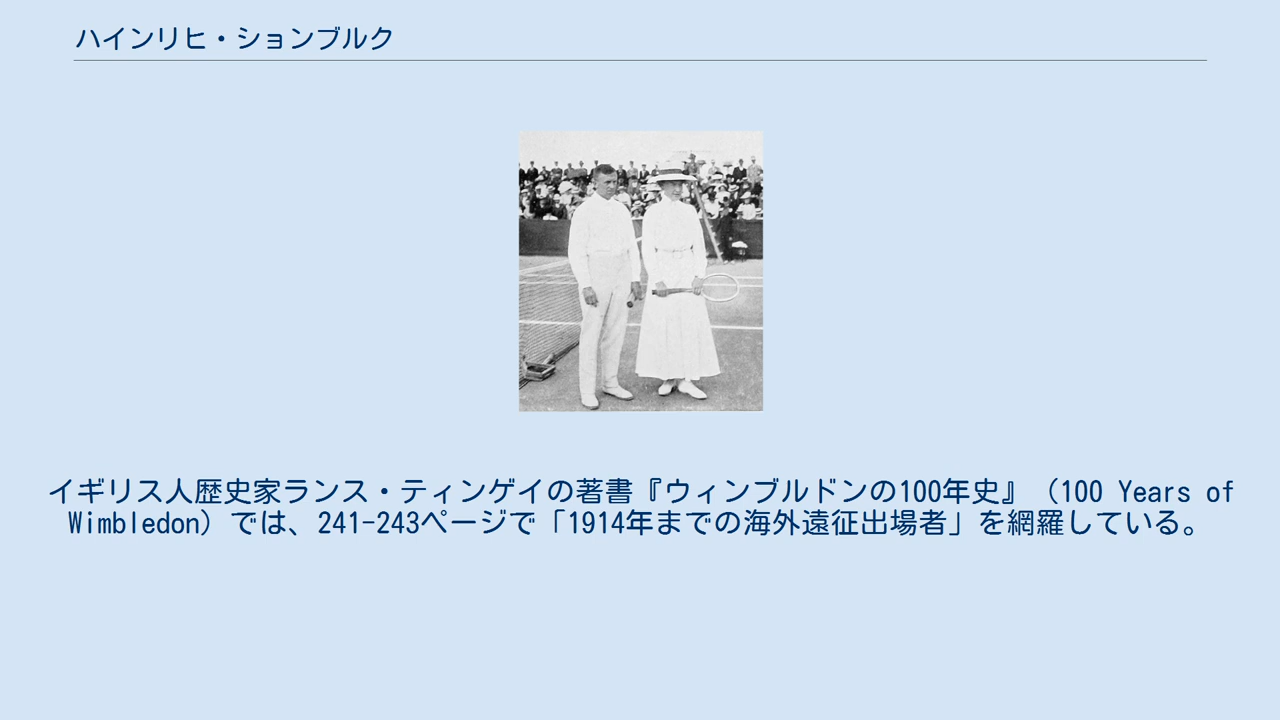 ハインリヒ・ションブルク
イギリス人歴史家ランス・ティンゲイの著書『ウィンブルドンの100年史』（100 Years of
Wimbledon）では、241-243ページで「1914年までの海外遠征出場者」を網羅している。